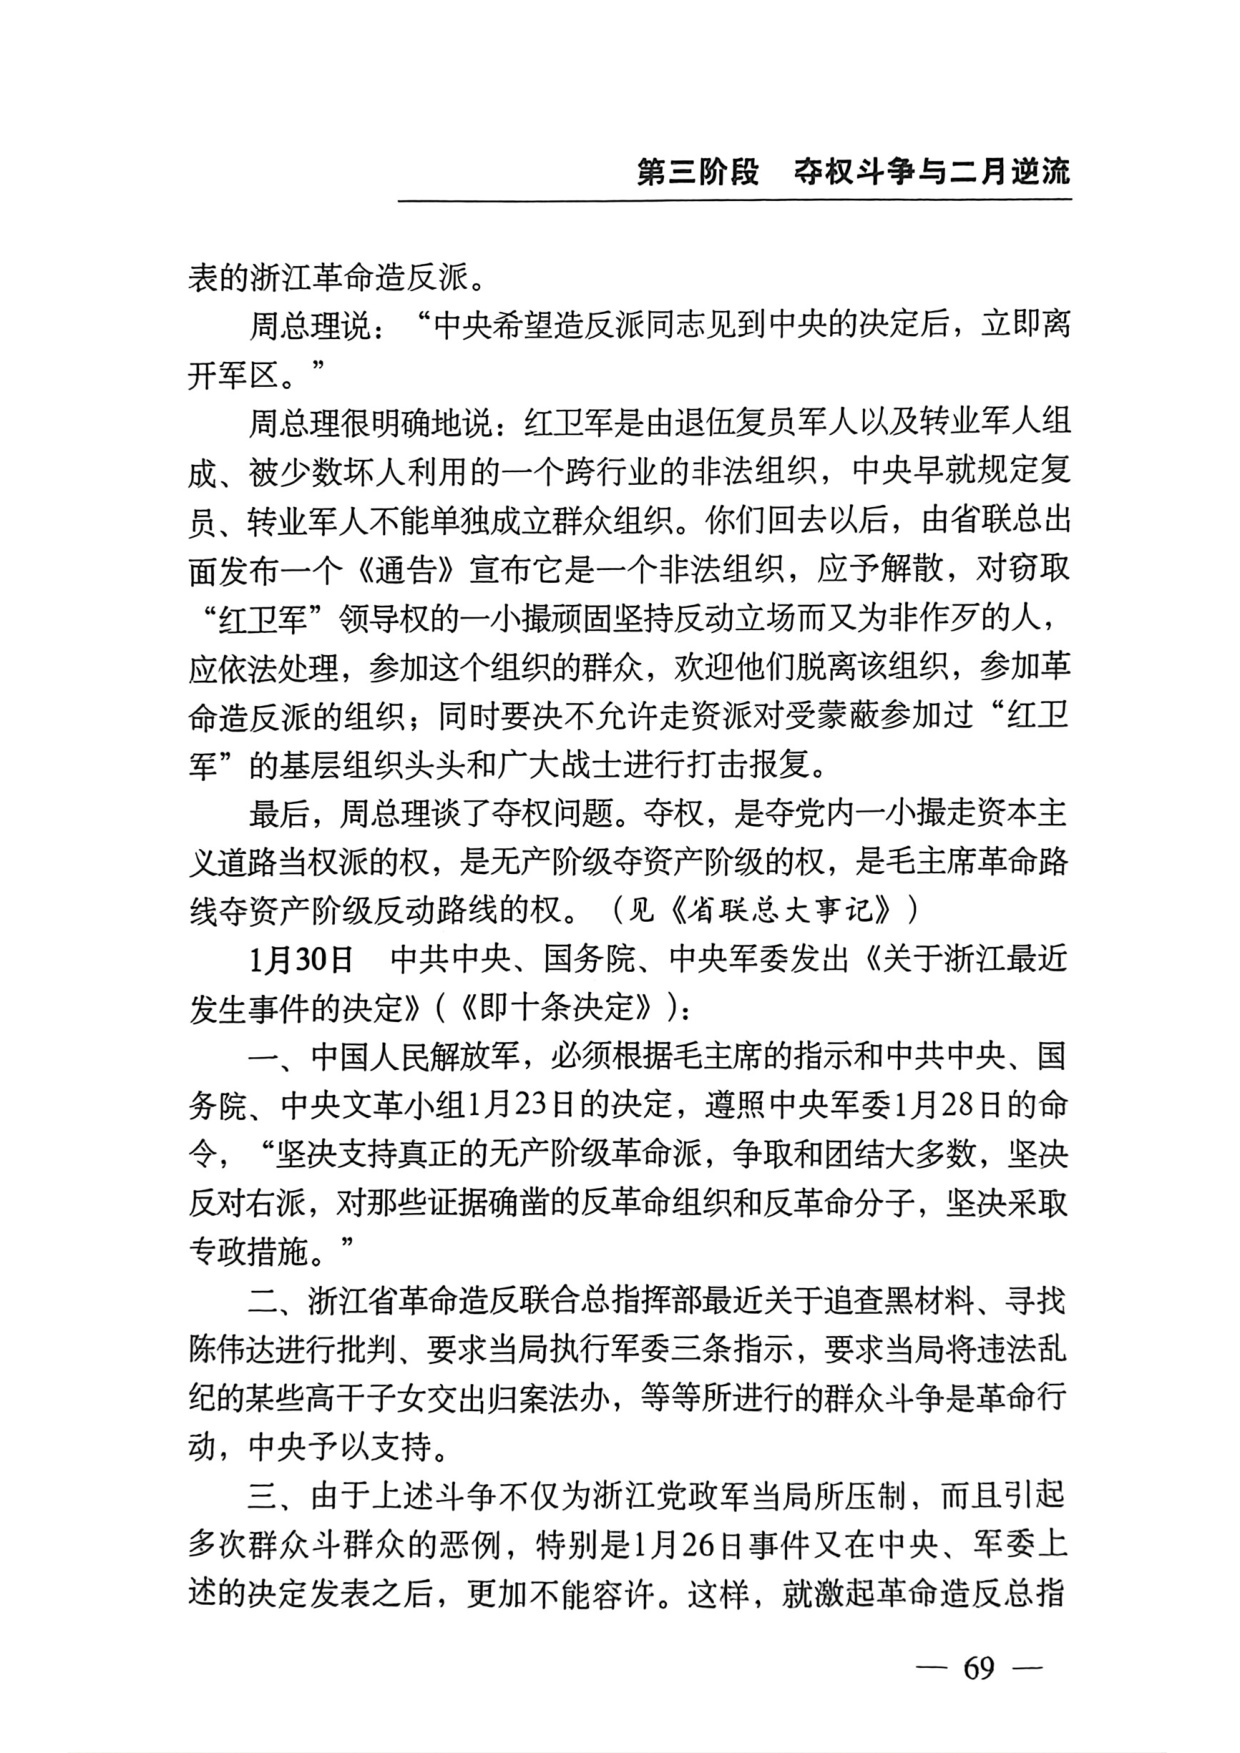 第三阶段　夺权斗争与二月逆流
表的浙江革命造反派。
周总理说：“中央希望造反派同志见到中央的决定后，立即离
开军区。”
周总理很明确地说：红卫军是由退伍复员军人以及转业军人组
成、被少数坏人利用的一个跨行业的非法组织，中央早就规定复
员、转业军人不能单独成立群众组织。你们回去以后，由省联总出
面发布一个《通告》宣布它是一个非法组织，应予解散，对窃取
“红卫军”领导权的一小撮顽固坚持反动立场而又为非作歹的人，
应依法处理，参加这个组织的群众，欢迎他们脱离该组织，参加革
命造反派的组织；同时要决不允许走资派对受蒙蔽参加过“红卫
军”的基层组织头头和广大战士进行打击报复。
最后，周总理谈了夺权问题。夺权，是夺党内一小撮走资本主
义道路当权派的权，是无产阶级夺资产阶级的权，是毛主席革命路
线夺资产阶级反动路线的权。（见《省联总大事记》）
1月30日　中共中央、国务院、中央军委发出《关于浙江最近
发生事件的决定》（《即十条决定》）：
一、中国人民解放军，必须根据毛主席的指示和中共中央、国
务院、中央文革小组1月23日的决定，遵照中央军委1月28日的命
令，“坚决支持真正的无产阶级革命派，争取和团结大多数，坚决
反对右派，对那些证据确凿的反革命组织和反革命分子，坚决采取
专政措施。”
二、浙江省革命造反联合总指挥部最近关于追查黑材料、寻找
陈伟达进行批判、要求当局执行军委三条指示，要求当局将违法乱
纪的某些高干子女交出归案法办，等等所进行的群众斗争是革命行
动，中央予以支持。
三、由于上述斗争不仅为浙江党政军当局所压制，而且引起
多次群众斗群众的恶例，特别是1月26日事件又在中央、军委上
述的决定发表之后，更加不能容许。这样，就激起革命造反总指
— 69 —